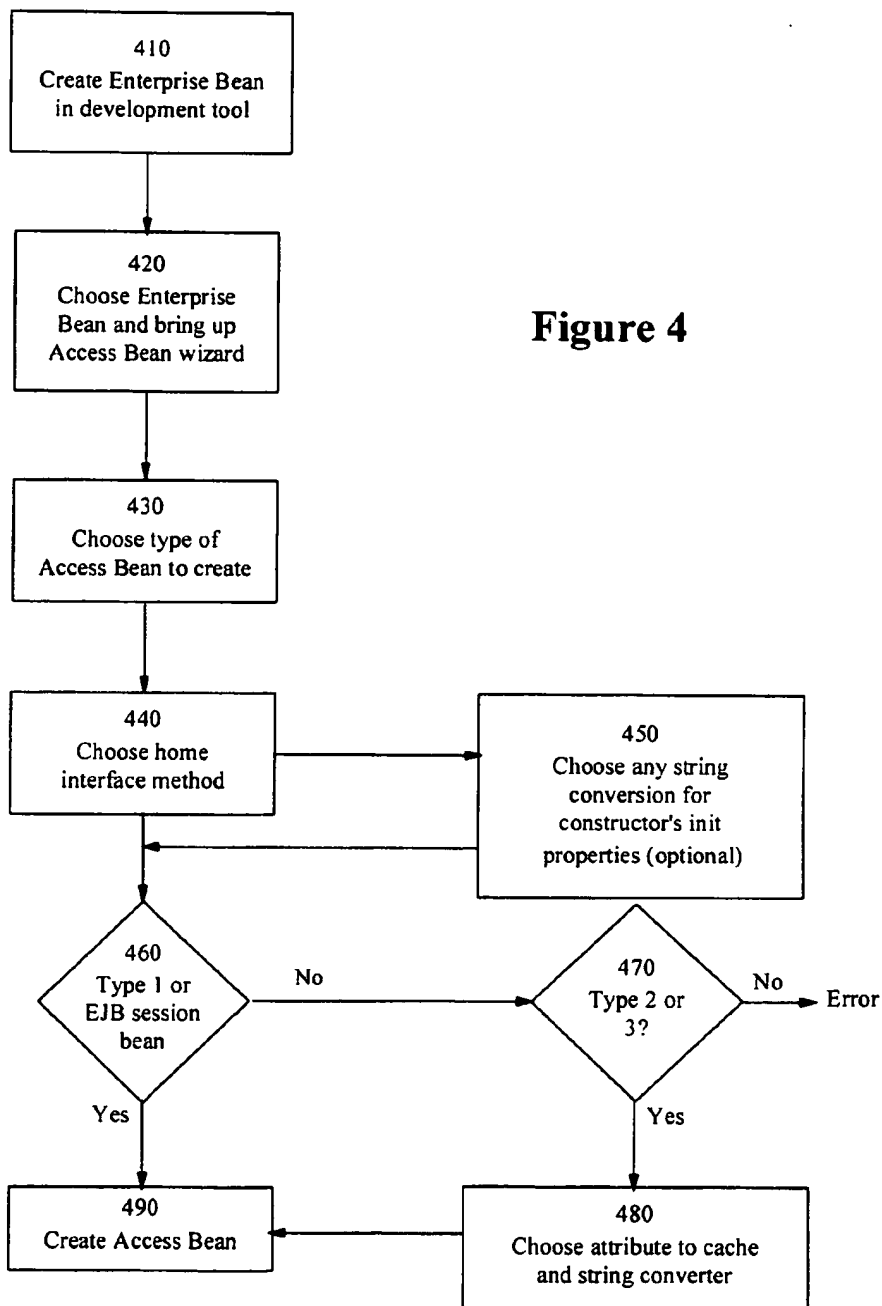 410
Create Enterprise Bean
in development tool
420
Choose Enterprise
Bean and bring up
Access Bean wizard
Figure 4
430
Choose type of
Access Bean to create
440
Choose home
interface method
450
Choose any string
conversion for
constructor's init
properties (optional)
460
Type 1 or
EJB session
bean
No
470
Type 2 or
3?
No
Error
Yes
Yes
490
Create Access Bean
480
Choose attribute to cache
and string converter